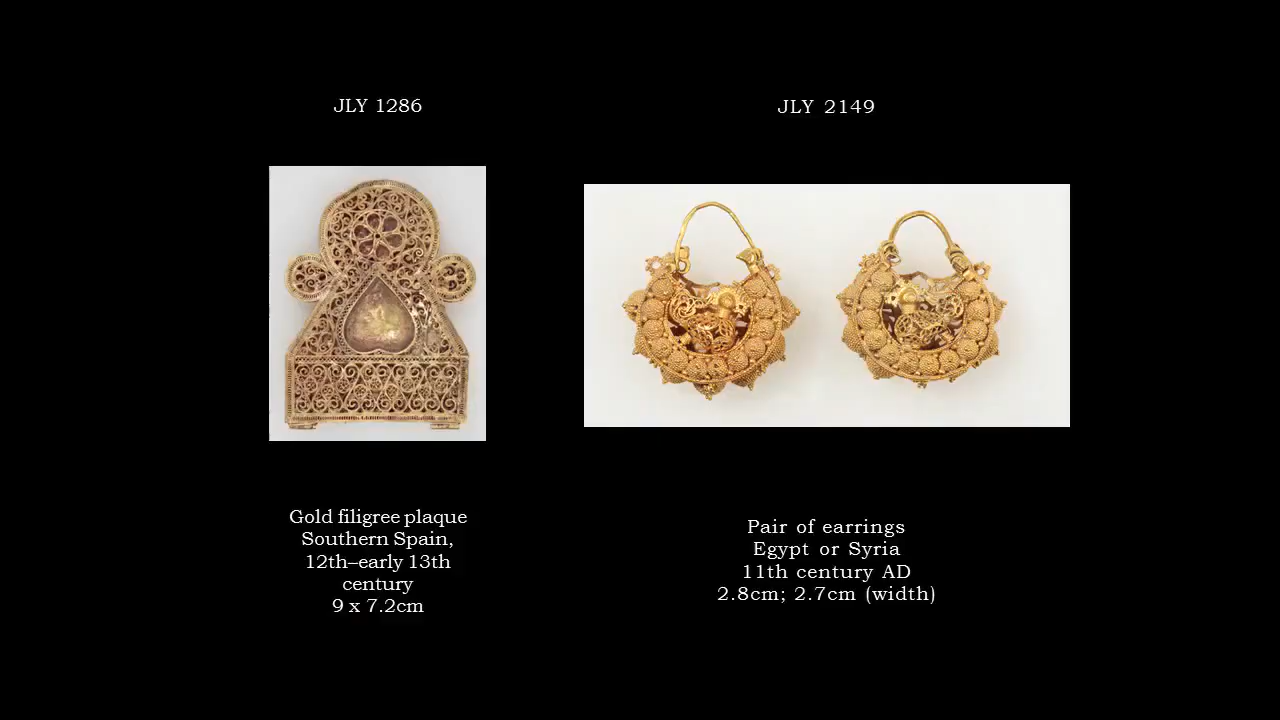 JLY 1286
Gold filigree plaque
Southern Spain,
12th–early 13th
century
9 x 7.2cm
JLY 2149
Pair of earrings
Egypt or Syria
11th century AD
2.8cm; 2.7cm (width)